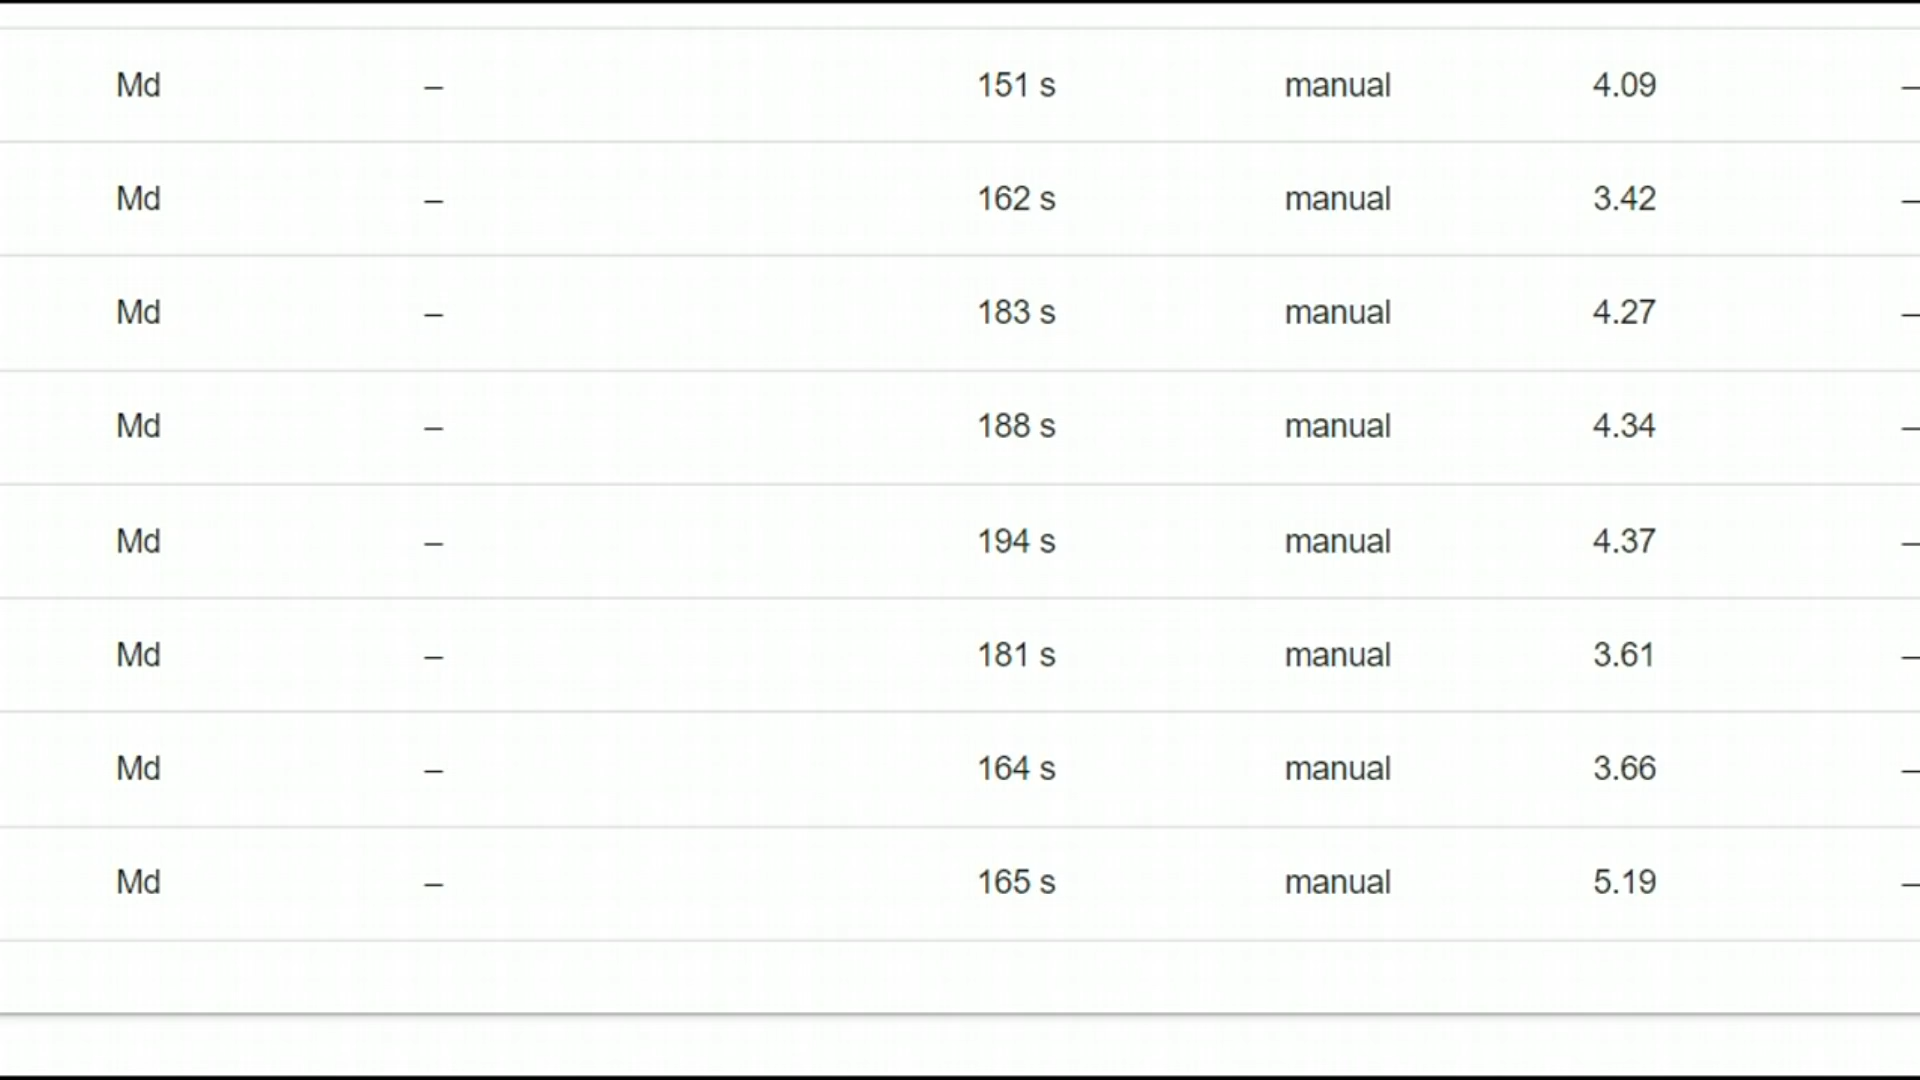 Md – 151 s manual 4.09 –
Md – 162 s manual 3.42 –
Md – 183 s manual 4.27 –
Md – 188 s manual 4.34 –
Md – 194 s manual 4.37 –
Md – 181 s manual 3.61 –
Md – 164 s manual 3.66 –
Md – 165 s manual 5.19 –